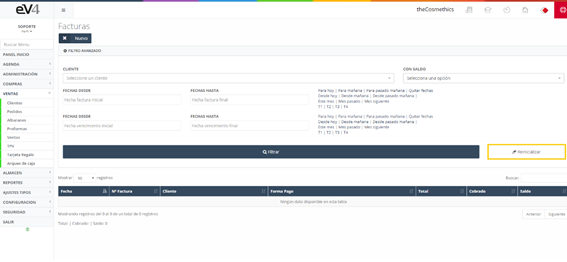 eV4
theCosmethics
SOPORTE
Buscar Menú
PANEL INICIO
AGENDA
ADMINISTRACIÓN
COMPRAS
VENTAS
Clientes
Pedidos
Albaranes
Proformas
Ventas
TPV
Tarjeta Regalo
Arqueo de caja
ALMACEN
REPORTES
AJUSTES TIPOS
CONFIGURACION
SEGURIDAD
SALIR
Facturas
Nuevo
FILTRO AVANZADO
CLIENTE
Seleccione un cliente
CON SALDO
Selecciona una opción
FECHAS DESDE
Fecha factura inicial
FECHAS HASTA
Fecha factura final
Para hoy | Para mañana | Para pasado mañana | Quitar fechas
Desde hoy | Desde mañana | Desde pasado mañana |
Este mes | Mes pasado | Mes siguiente
T1 | T2 | T3 | T4
FECHAS DESDE
Fecha vencimiento inicial
FECHAS HASTA
Fecha vencimiento final
Para hoy | Para mañana | Para pasado mañana | Quitar fechas
Desde hoy | Desde mañana | Desde pasado mañana |
Este mes | Mes pasado | Mes siguiente
T1 | T2 | T3 | T4
Filtrar
Reinicializar
Mostrar 50 registros
Buscar:
Fecha Nº Factura Cliente Forma Pago Total Cobrado Saldo
Ningún dato disponible en esta tabla
Mostrando registros del 0 al 0 de un total de 0 registros
Anterior Siguiente
Total: | Cobrado: | Saldo: 0